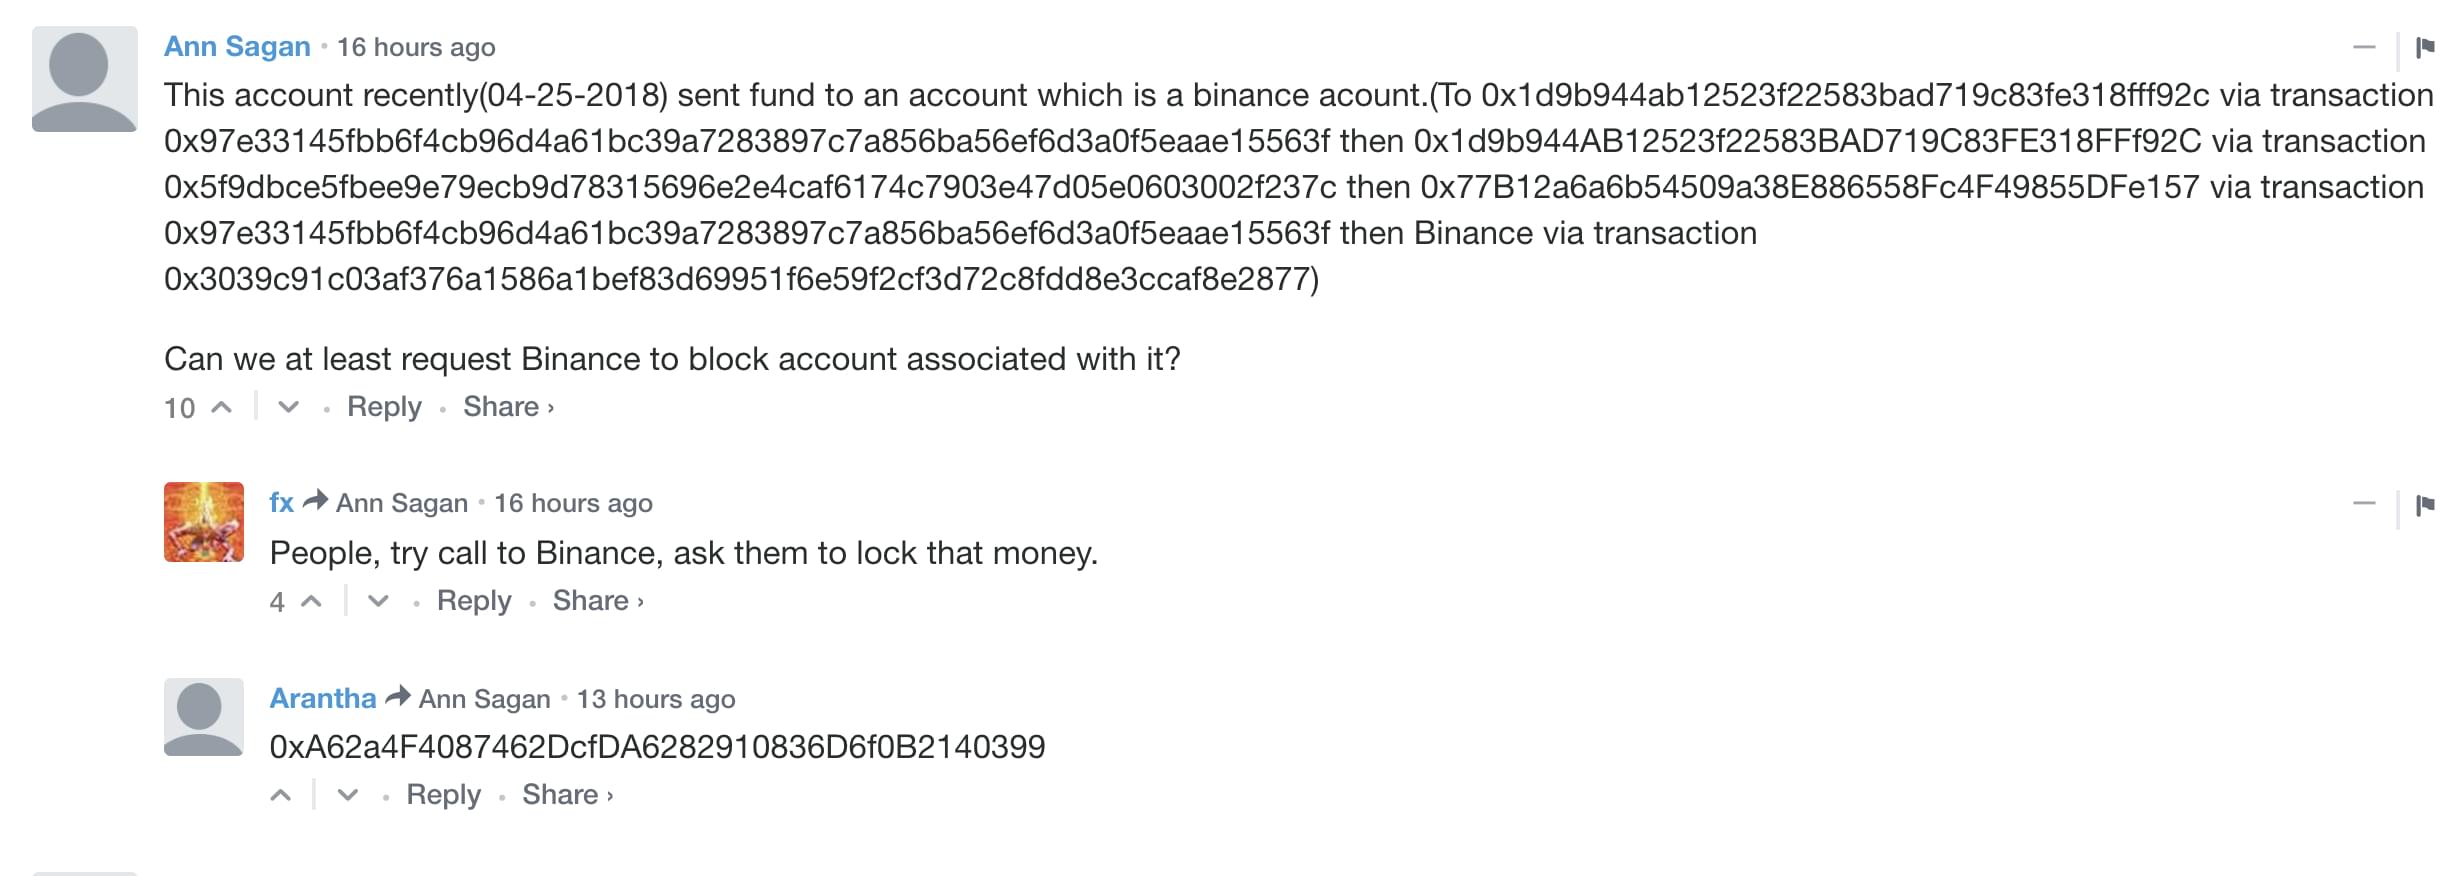 Ann Sagan • 16 hours ago
This account recently(04-25-2018) sent fund to an account which is a binance acount.(To 0x1d9b944ab12523f22583bad719c83fe318fff92c via transaction
0x97e33145fbb6f4cb96d4a61bc39a7283897c7a856ba56ef6d3a0f5eaae15563f then 0x1d9b944AB12523f22583BAD719C83FE318FFf92C via transaction
0x5f9dbce5fbee9e79ecb9d78315696e2e4caf6174c7903e47d05e0603002f237c then 0x77B12a6a6b54509a38E886558Fc4F49855DFe157 via transaction
0x97e33145fbb6f4cb96d4a61bc39a7283897c7a856ba56ef6d3a0f5eaae15563f then Binance via transaction
0x3039c91c03af376a1586a1bef83d69951f6e59f2cf3d72c8fdd8e3ccaf8e2877)
Can we at least request Binance to block account associated with it?
10 • Reply • Share ›
fx Ann Sagan • 16 hours ago
People, try call to Binance, ask them to lock that money.
4 • Reply • Share ›
Arantha Ann Sagan • 13 hours ago
0xA62a4F4087462DcfDA6282910836D6f0B2140399
• Reply • Share ›